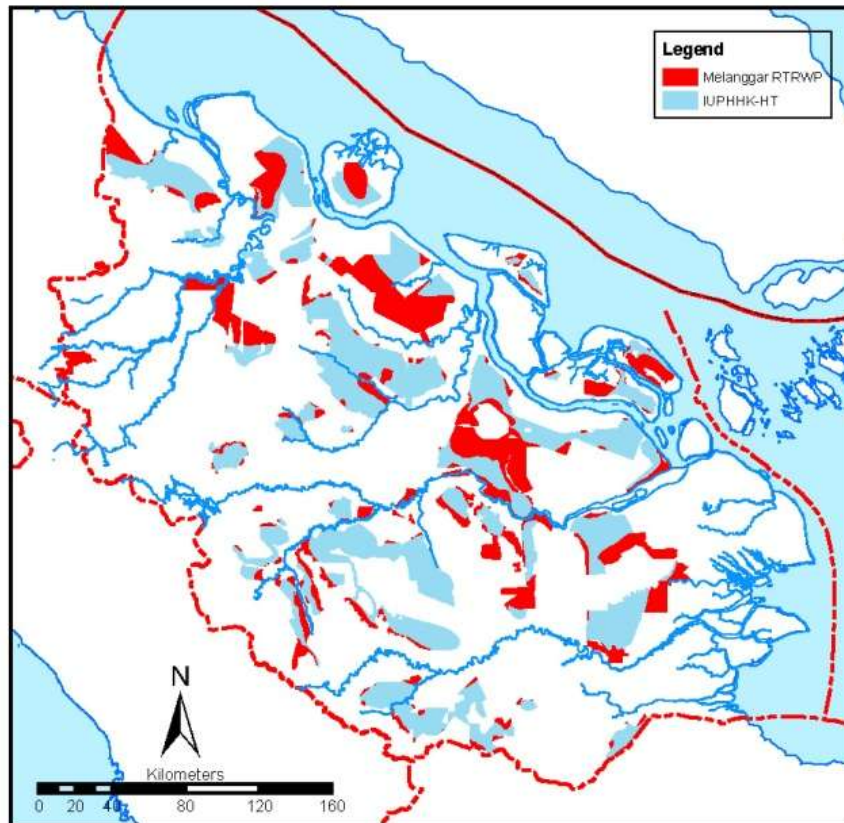 Legend
Melanggar RTRWP
IUPHHK-HT
N
Kilometers
0 20 40 80 120 160